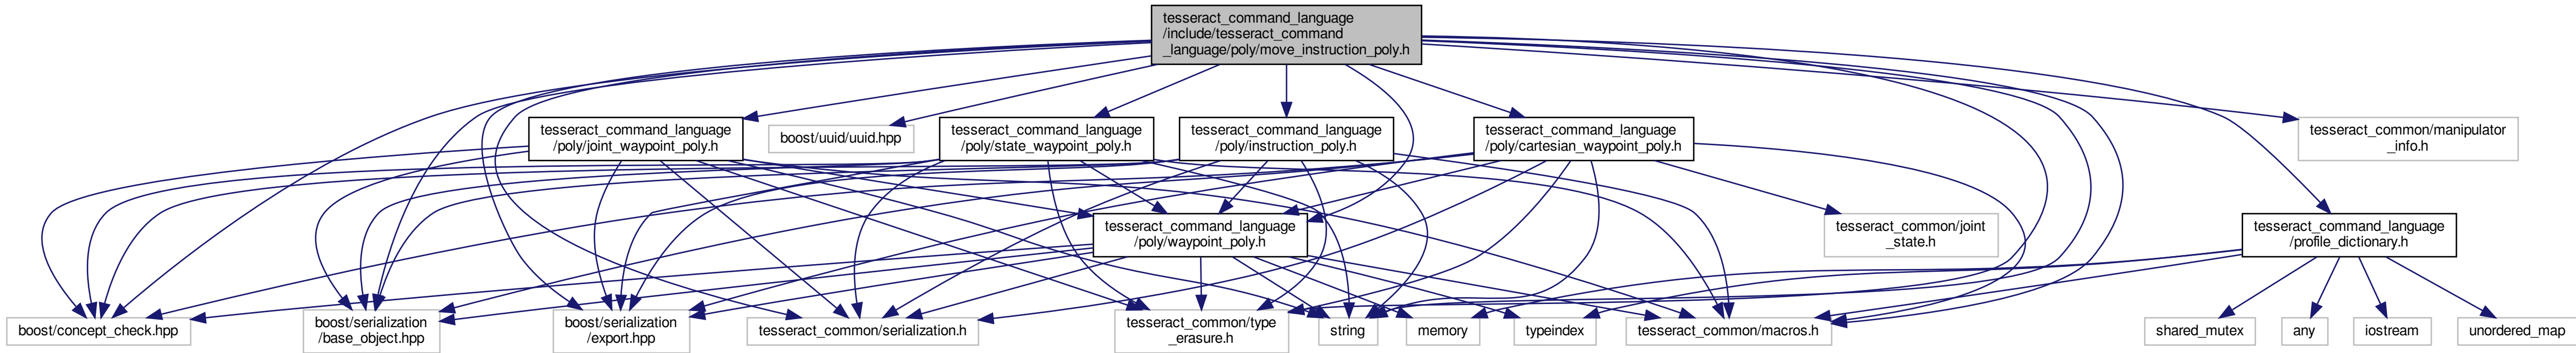 tesseract_command_language
/include/tesseract_command
_language/poly/move_instruction_poly.h
tesseract_command_language
/poly/joint_waypoint_poly.h
boost/uuid/uuid.hpp
tesseract_command_language
/poly/state_waypoint_poly.h
tesseract_command_language
/poly/instruction_poly.h
tesseract_command_language
/poly/cartesian_waypoint_poly.h
tesseract_common/manipulator
_info.h
tesseract_command_language
/poly/waypoint_poly.h
tesseract_common/joint
_state.h
tesseract_command_language
/profile_dictionary.h
boost/concept_check.hpp
boost/serialization
/base_object.hpp
boost/serialization
/export.hpp
tesseract_common/serialization.h
tesseract_common/type
_erasure.h
string
memory
typeindex
tesseract_common/macros.h
shared_mutex
any
iostream
unordered_map